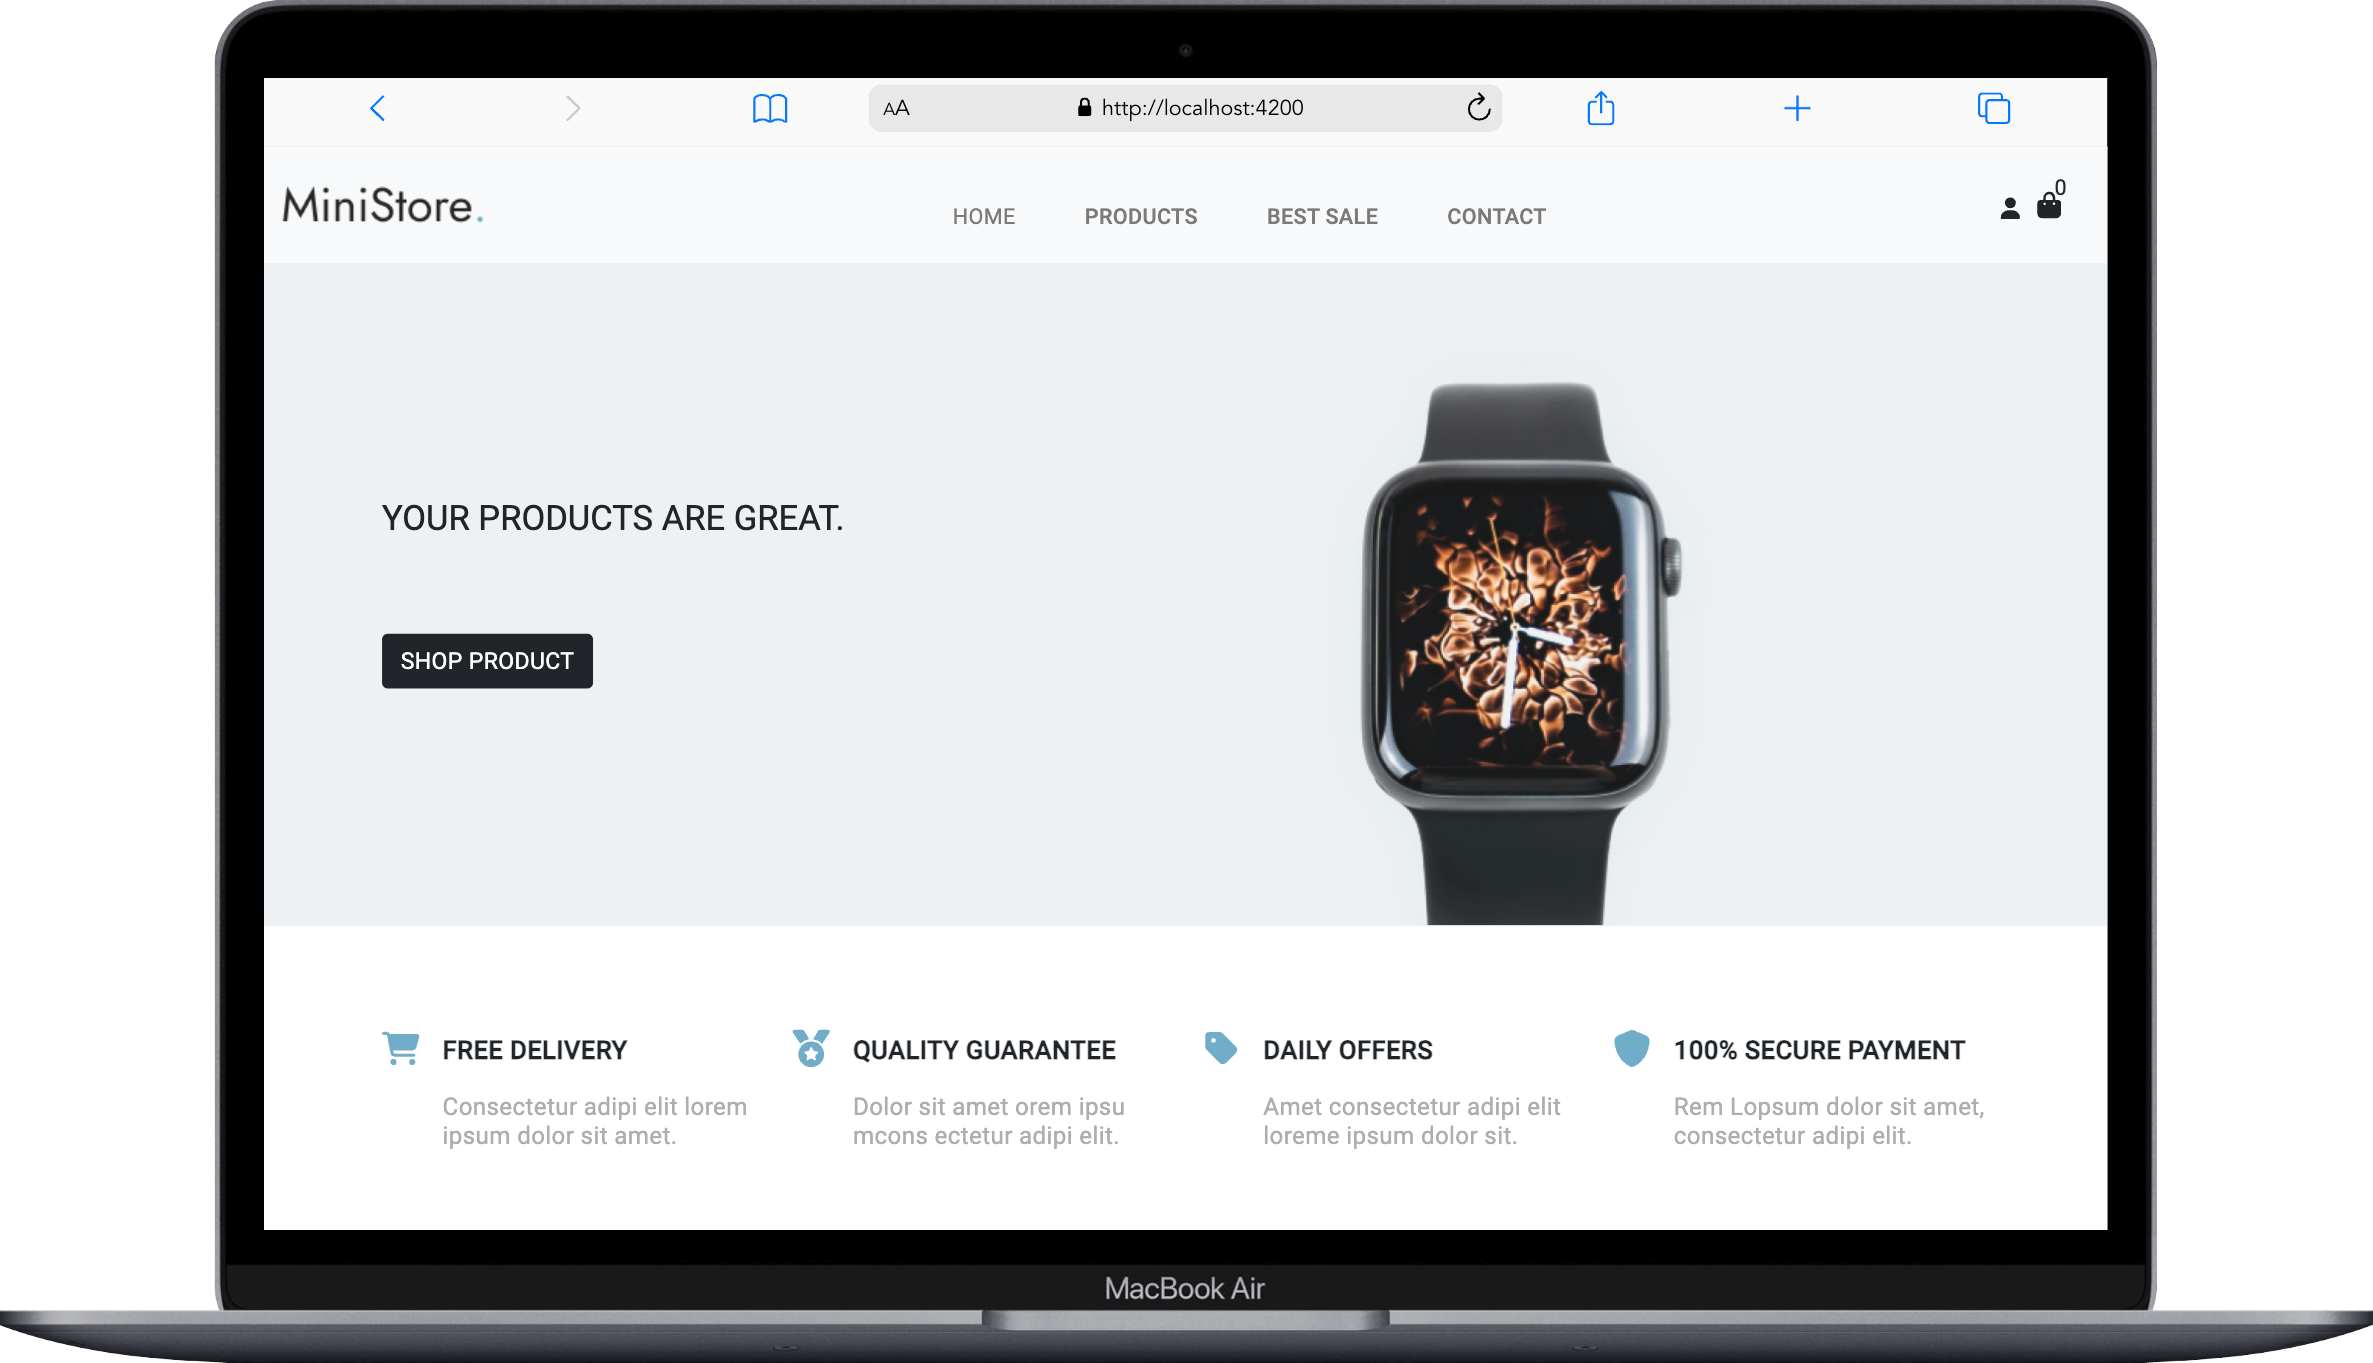 AA
http://localhost:4200
MiniStore.
HOME PRODUCTS BEST SALE CONTACT
0
YOUR PRODUCTS ARE GREAT.
SHOP PRODUCT
FREE DELIVERY
Consectetur adipi elit lorem
ipsum dolor sit amet.
QUALITY GUARANTEE
Dolor sit amet orem ipsu
mcons ectetur adipi elit.
DAILY OFFERS
Amet consectetur adipi elit
loreme ipsum dolor sit.
100% SECURE PAYMENT
Rem Lopsum dolor sit amet,
consectetur adipi elit.
MacBook Air